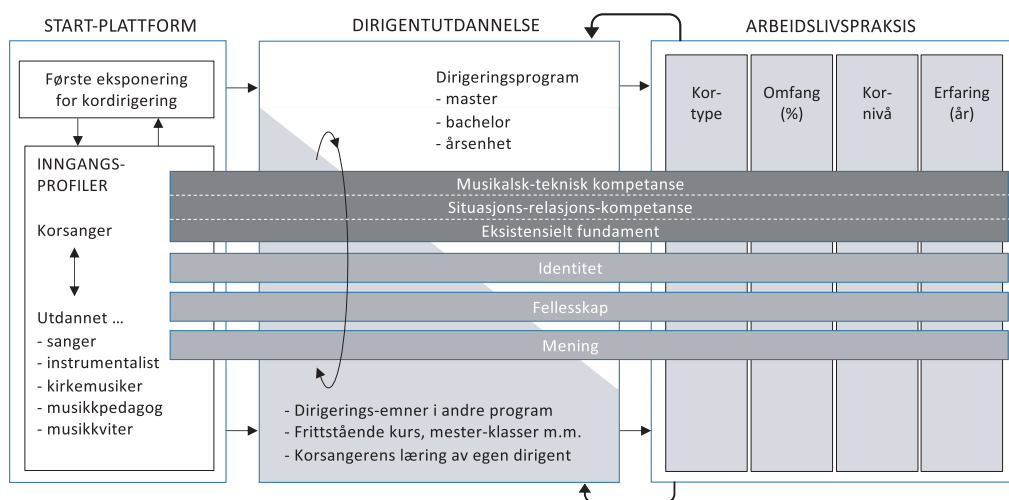 START-PLATTFORM
Første eksponering
for kordirigering
INNGANGS-
PROFILER
Korsanger
Utdannet ...
- sanger
- instrumentalist
- kirkemusiker
- musikkpedagog
- musikkviter
DIRIGENTUTDANNELSE
Dirigeringsprogram
- master
- bachelor
- årsenhet
Musikalsk-teknisk kompetanse
Situasjons-relasjons-kompetanse
Eksistensielt fundament
Identitet
Fellesskap
Mening
- Dirigerings-emner i andre program
- Frittstående kurs, mester-klasser m.m.
- Korsangerens læring av egen dirigent
ARBEIDSLIVSPRAKSIS
Kor-
type
Omfang
(%)
Kor-
nivå
Erfaring
(år)